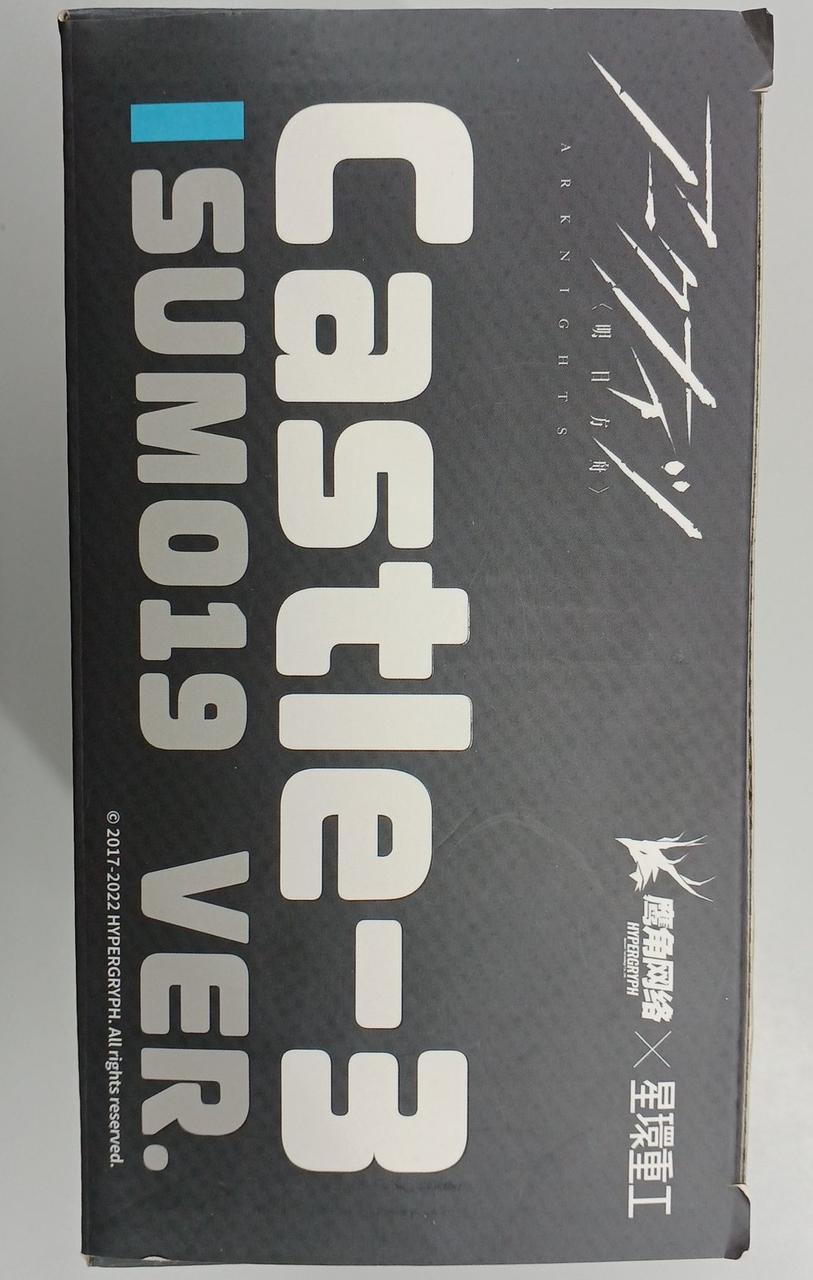 アークナイツ
〈明日方舟〉
ARKNIGHTS
鹰角网络
HYPERGRYPH
× 星環重工
Castle-3
SUM019 VER.
© 2017-2022 HYPERGRYPH. All rights reserved.